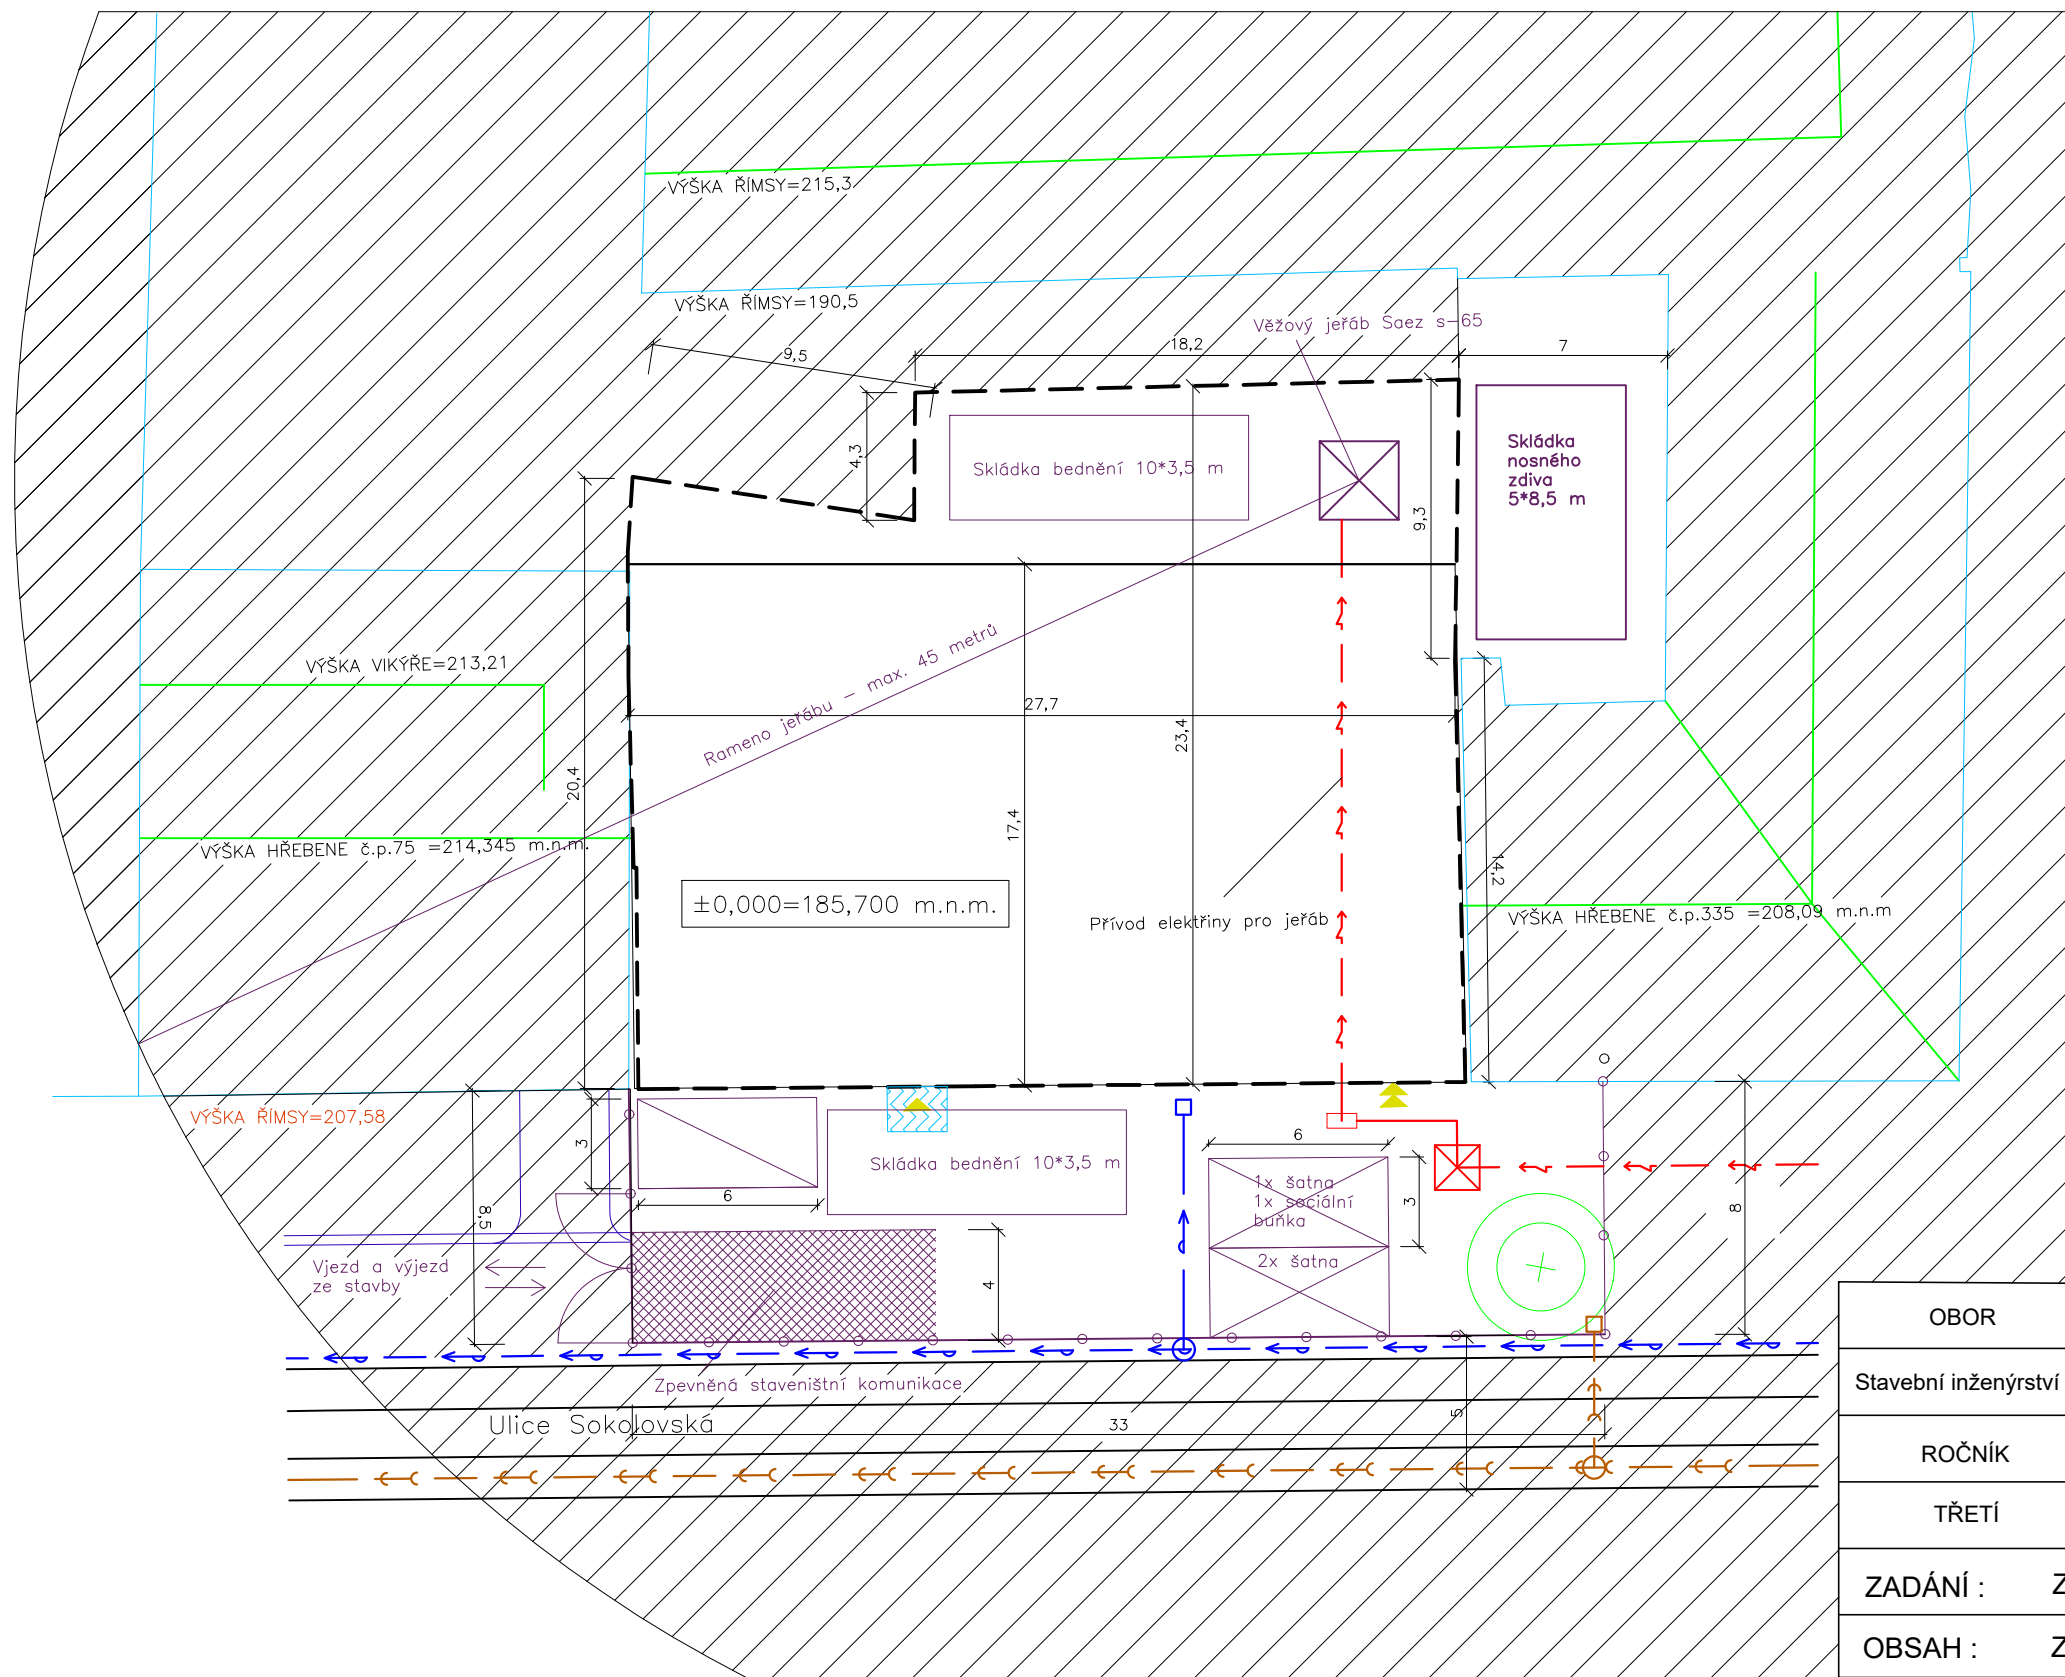 VÝŠKA ŘÍMSY=215,3
VÝŠKA ŘÍMSY=190,5
Věžový jeřáb Saez s-65
9,5
18,2
7
4,3
Skládka bednění 10*3,5 m
9,3
Skládka
nosného
zdiva
5*8,5 m
VÝŠKA VIKÝŘE=213,21
Rameno jeřábu - max. 45 metrů
27,7
23,4
20,4
17,4
VÝŠKA HŘEBENE č.p.75 =214,345 m.n.m.
14,2
±0,000=185,700 m.n.m.
Přívod elektřiny pro jeřáb
VÝŠKA HŘEBENE č.p.335 =208,09 m.n.m
VÝŠKA ŘÍMSY=207,58
3
6
Skládka bednění 10*3,5 m
6
1x šatna
1x sociální
buňka
3
2x šatna
8,5
8
Vjezd a výjezd
ze stavby
4
Zpevněná staveništní komunikace
Ulice Sokolovská
33
5
OBOR
Stavební inženýrství
ROČNÍK
TŘETÍ
ZADÁNÍ : Z
OBSAH : Z